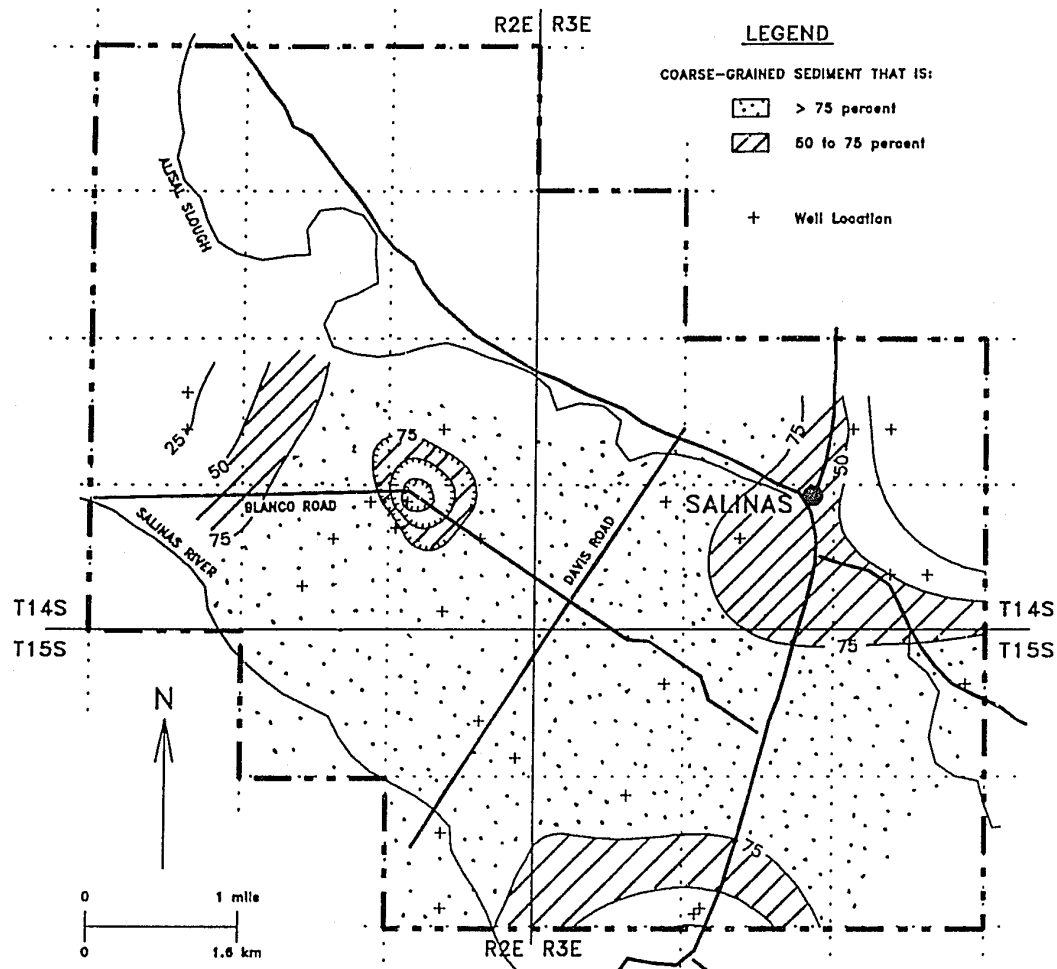 R2E R3E
LEGEND
COARSE-GRAINED SEDIMENT THAT IS:
> 75 percent
50 to 75 percent
+ Well Location
ALISAL SLOUGH
25
50
75
75
75
50
SALINAS
BLANCO ROAD
SALINAS RIVER
DAVIS ROAD
T14S
T14S
T15S
75
T15S
N
75
0 1 mile
0 1.6 km
R2E R3E